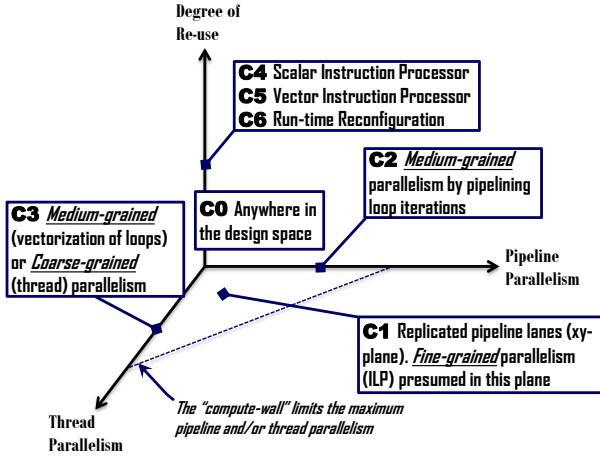 Degree of
Re-use
C4 Scalar Instruction Processor
C5 Vector Instruction Processor
C6 Run-time Reconfiguration
C2 Medium-grained
parallelism by pipelining
loop iterations
C0 Anywhere in
the design space
C3 Medium-grained
(vectorization of loops)
or Coarse-grained
(thread) parallelism
Pipeline
Parallelism
C1 Replicated pipeline lanes (xy-
plane). Fine-grained parallelism
(ILP) presumed in this plane
The “compute-wall” limits the maximum
pipeline and/or thread parallelism
Thread
Parallelism